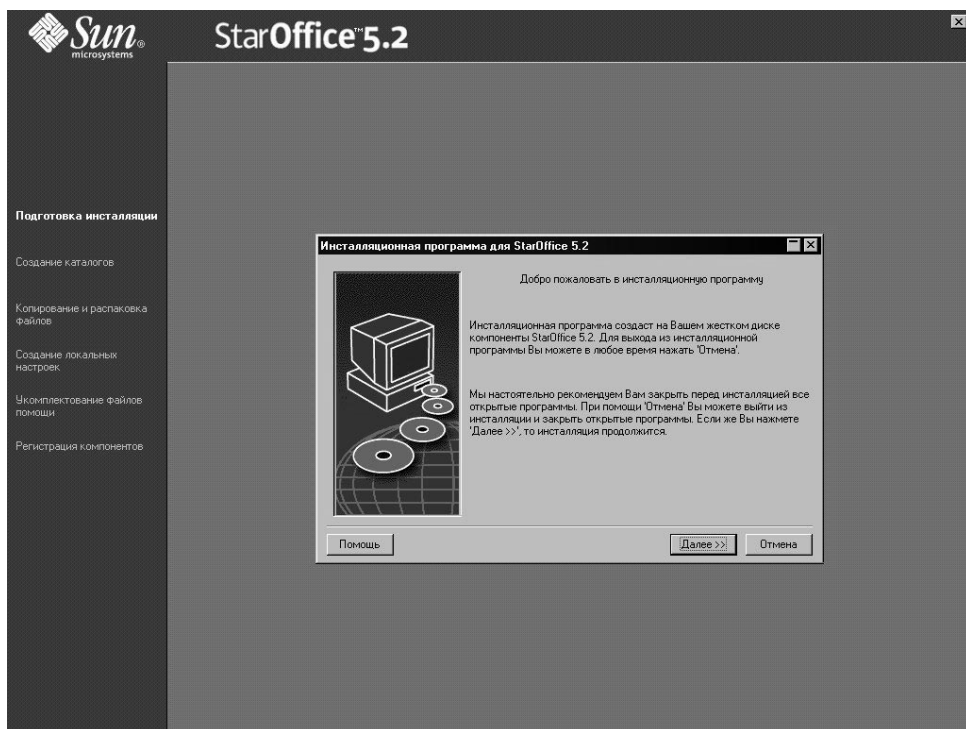 Sun®
microsystems
StarOffice™5.2
Подготовка инсталляции
Создание каталогов
Копирование и распаковка
файлов
Создание локальных
настроек
Укомплектование файлов
помощи
Регистрация компонентов
Инсталляционная программа для StarOffice 5.2
Добро пожаловать в инсталляционную программу
Инсталляционная программа создаст на Вашем жестком диске
компоненты StarOffice 5.2. Для выхода из инсталляционной
программы Вы можете в любое время нажать 'Отмена'.
Мы настоятельно рекомендуем Вам закрыть перед инсталляцией все
открытые программы. При помощи 'Отмена' Вы можете выйти из
инсталляции и закрыть открытые программы. Если же Вы нажмете
'Далее >>', то инсталляция продолжится.
Помощь
Далее >>
Отмена